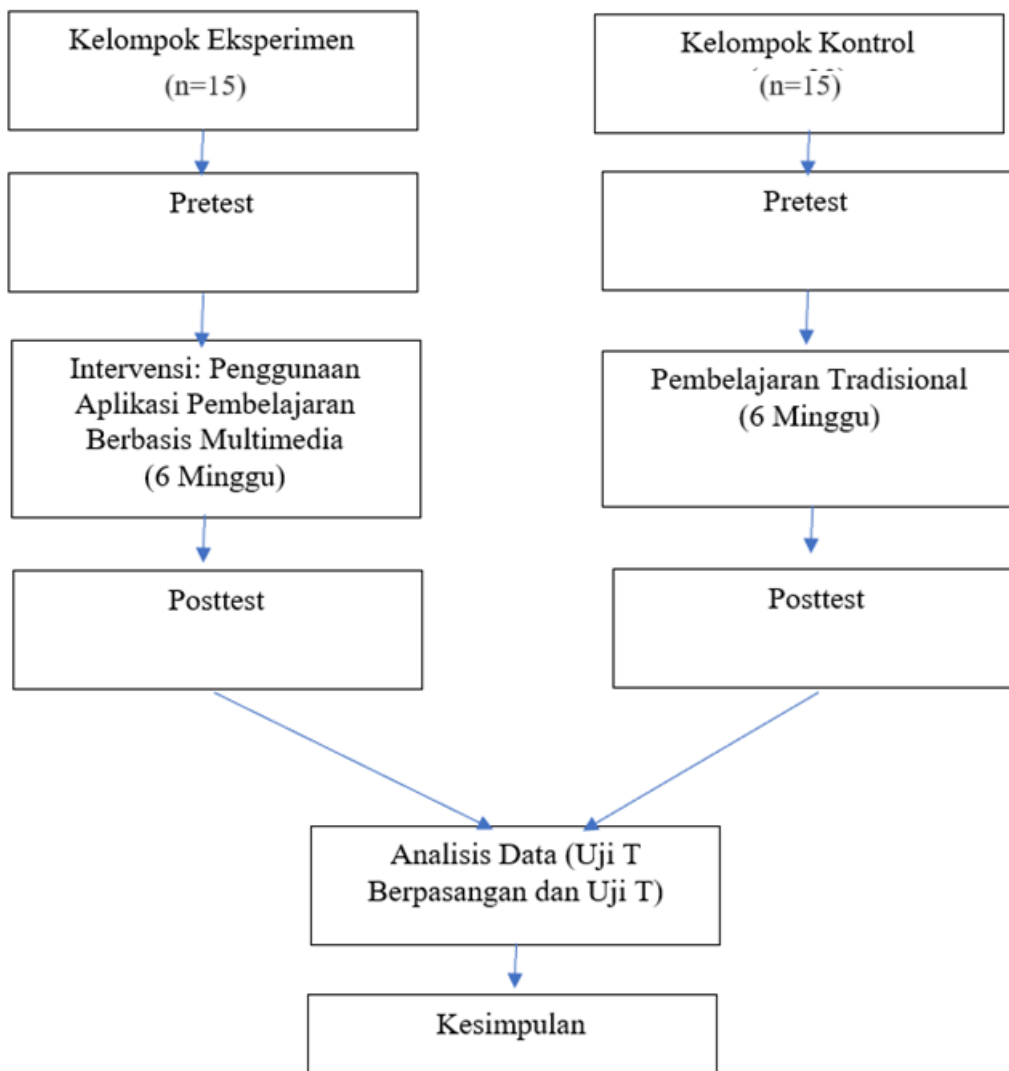 Kelompok Eksperimen
(n=15)
Kelompok Kontrol
(n=15)
Pretest
Pretest
Intervensi: Penggunaan
Aplikasi Pembelajaran
Berbasis Multimedia
(6 Minggu)
Pembelajaran Tradisional
(6 Minggu)
Posttest
Posttest
Analisis Data (Uji T
Berpasangan dan Uji T)
Kesimpulan